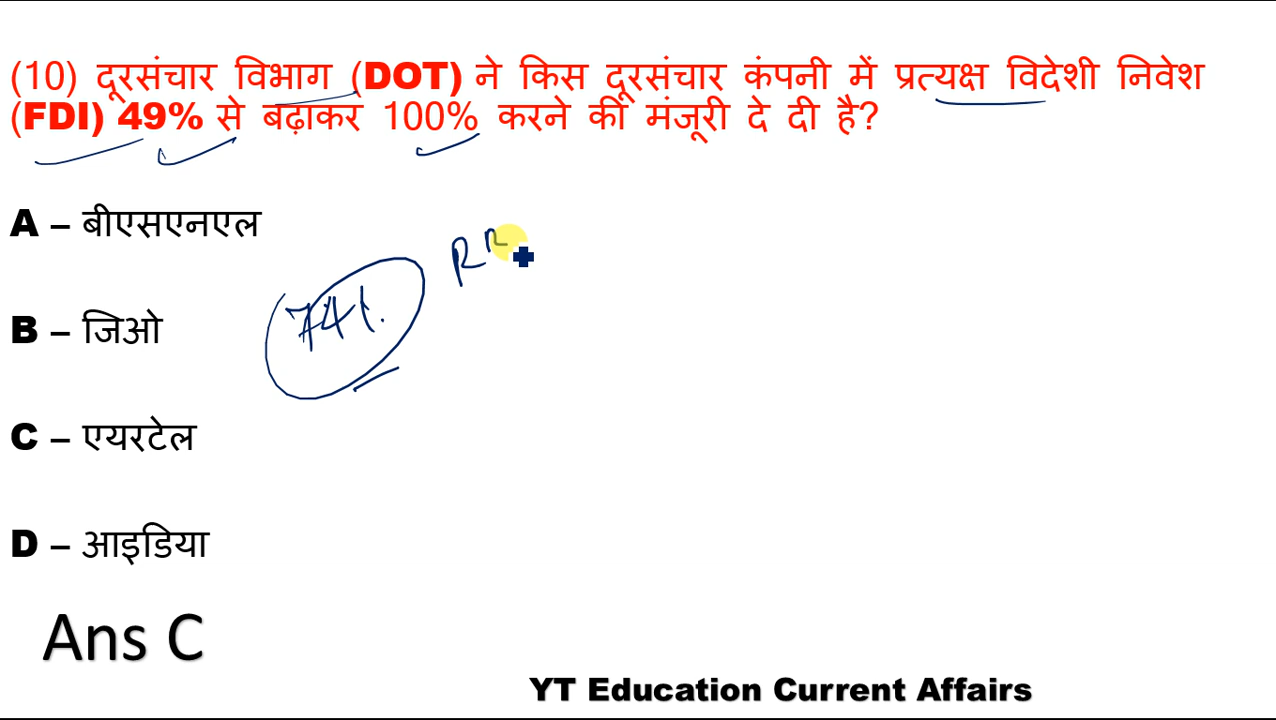 (10) दूरसंचार विभाग (DOT) ने किस दूरसंचार कंपनी में प्रत्यक्ष विदेशी निवेश
(FDI) 49% से बढ़ाकर 100% करने की मंजूरी दे दी है?
A – बीएसएनएल
RB
B – जिओ
74%.
C – एयरटेल
D – आइडिया
Ans C
YT Education Current Affairs